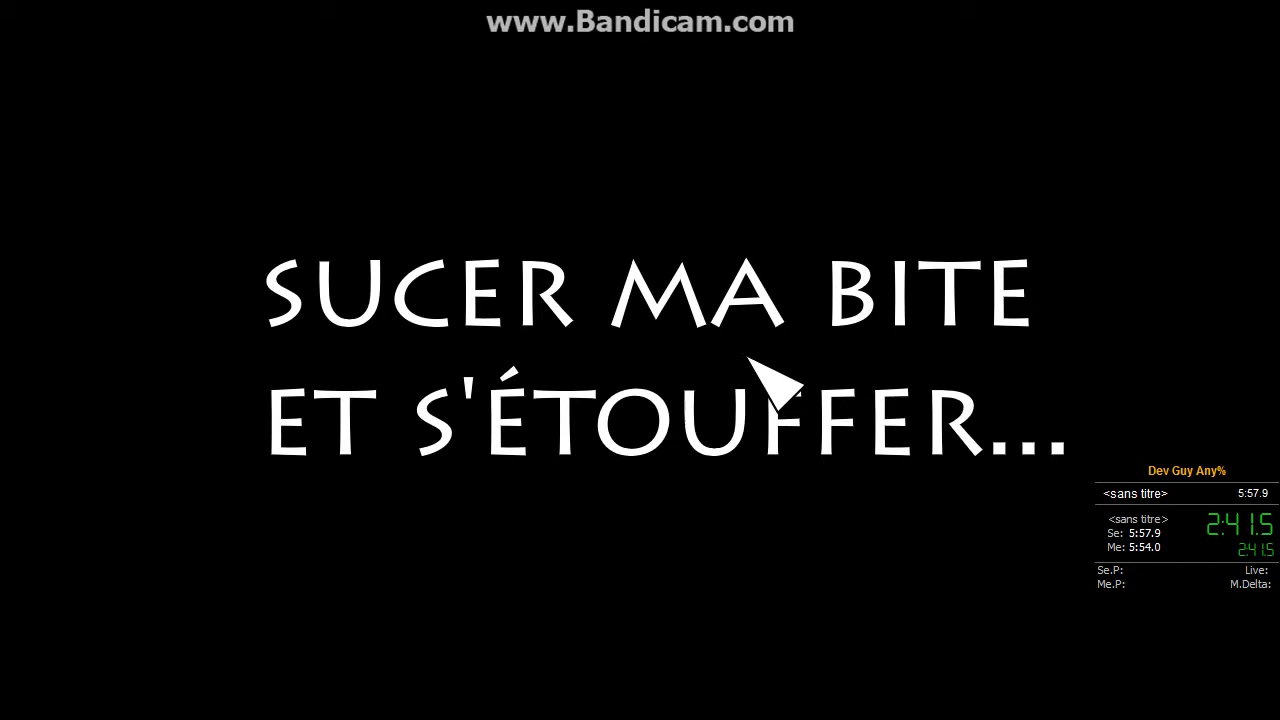 www.Bandicam.com
SUCER MA BITE
ET S'ÉTOUFFER...
Dev Guy Any%
<sans titre> 5:57.9
<sans titre> 2:41.5
Se: 5:57.9 2:41.5
Me: 5:54.0
Se.P: Live:
Me.P: M.Delta: